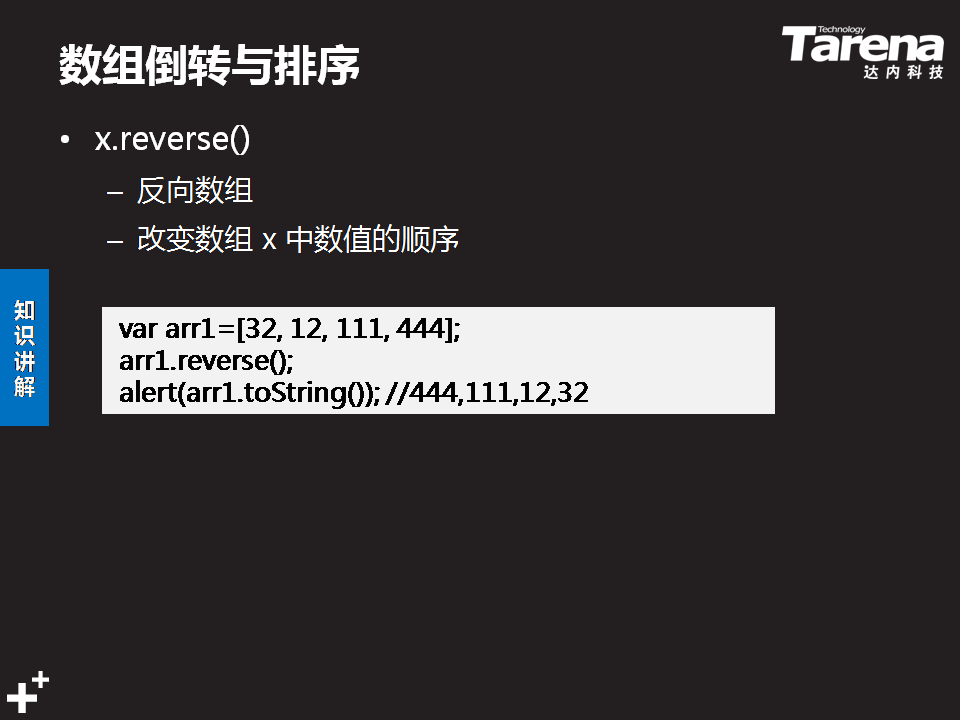 数组倒转与排序
Technology
Tarena
达内科技
• x.reverse()
– 反向数组
– 改变数组 x 中数值的顺序
知识讲解
var arr1=[32, 12, 111, 444];
arr1.reverse();
alert(arr1.toString()); //444,111,12,32